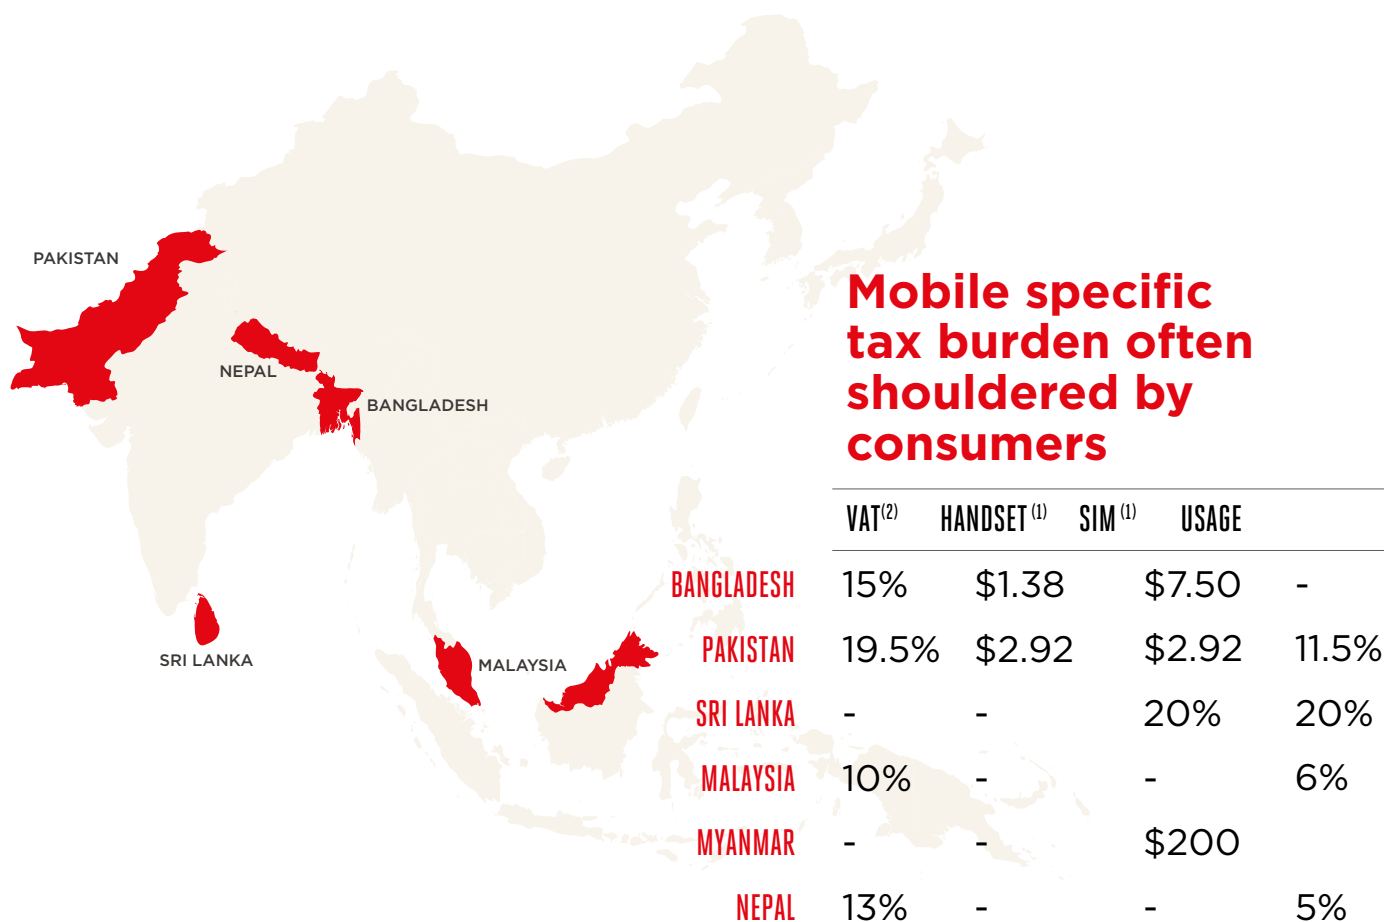 PAKISTAN
NEPAL
BANGLADESH
SRI LANKA
MALAYSIA
Mobile specific
tax burden often
shouldered by
consumers
VAT(2) HANDSET (1) SIM (1) USAGE
BANGLADESH 15% $1.38 $7.50 -
PAKISTAN 19.5% $2.92 $2.92 11.5%
SRI LANKA - - 20% 20%
MALAYSIA 10% - - 6%
MYANMAR - - $200
NEPAL 13% - - 5%